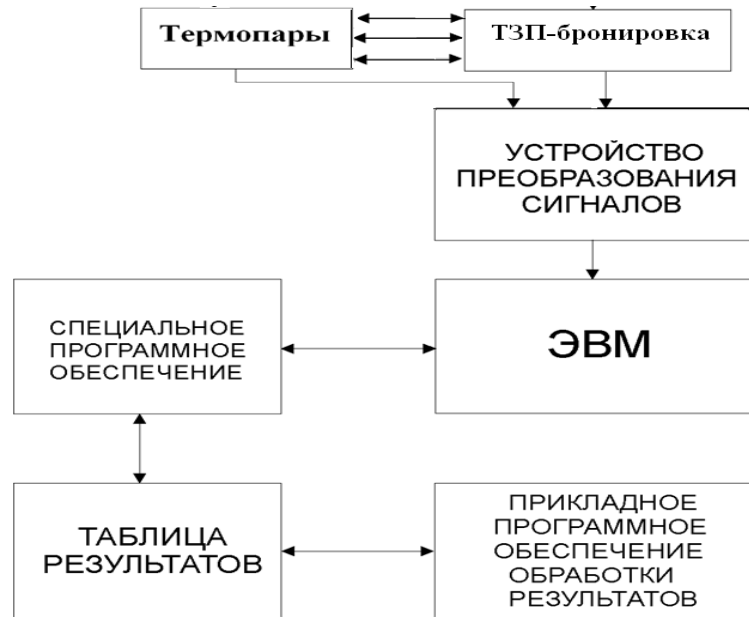 Термопары
ТЗП-бронировка
УСТРОЙСТВО
ПРЕОБРАЗОВАНИЯ
СИГНАЛОВ
СПЕЦИАЛЬНОЕ
ПРОГРАММНОЕ
ОБЕСПЕЧЕНИЕ
ЭВМ
ТАБЛИЦА
РЕЗУЛЬТАТОВ
ПРИКЛАДНОЕ
ПРОГРАММНОЕ
ОБЕСПЕЧЕНИЕ
ОБРАБОТКИ
РЕЗУЛЬТАТОВ